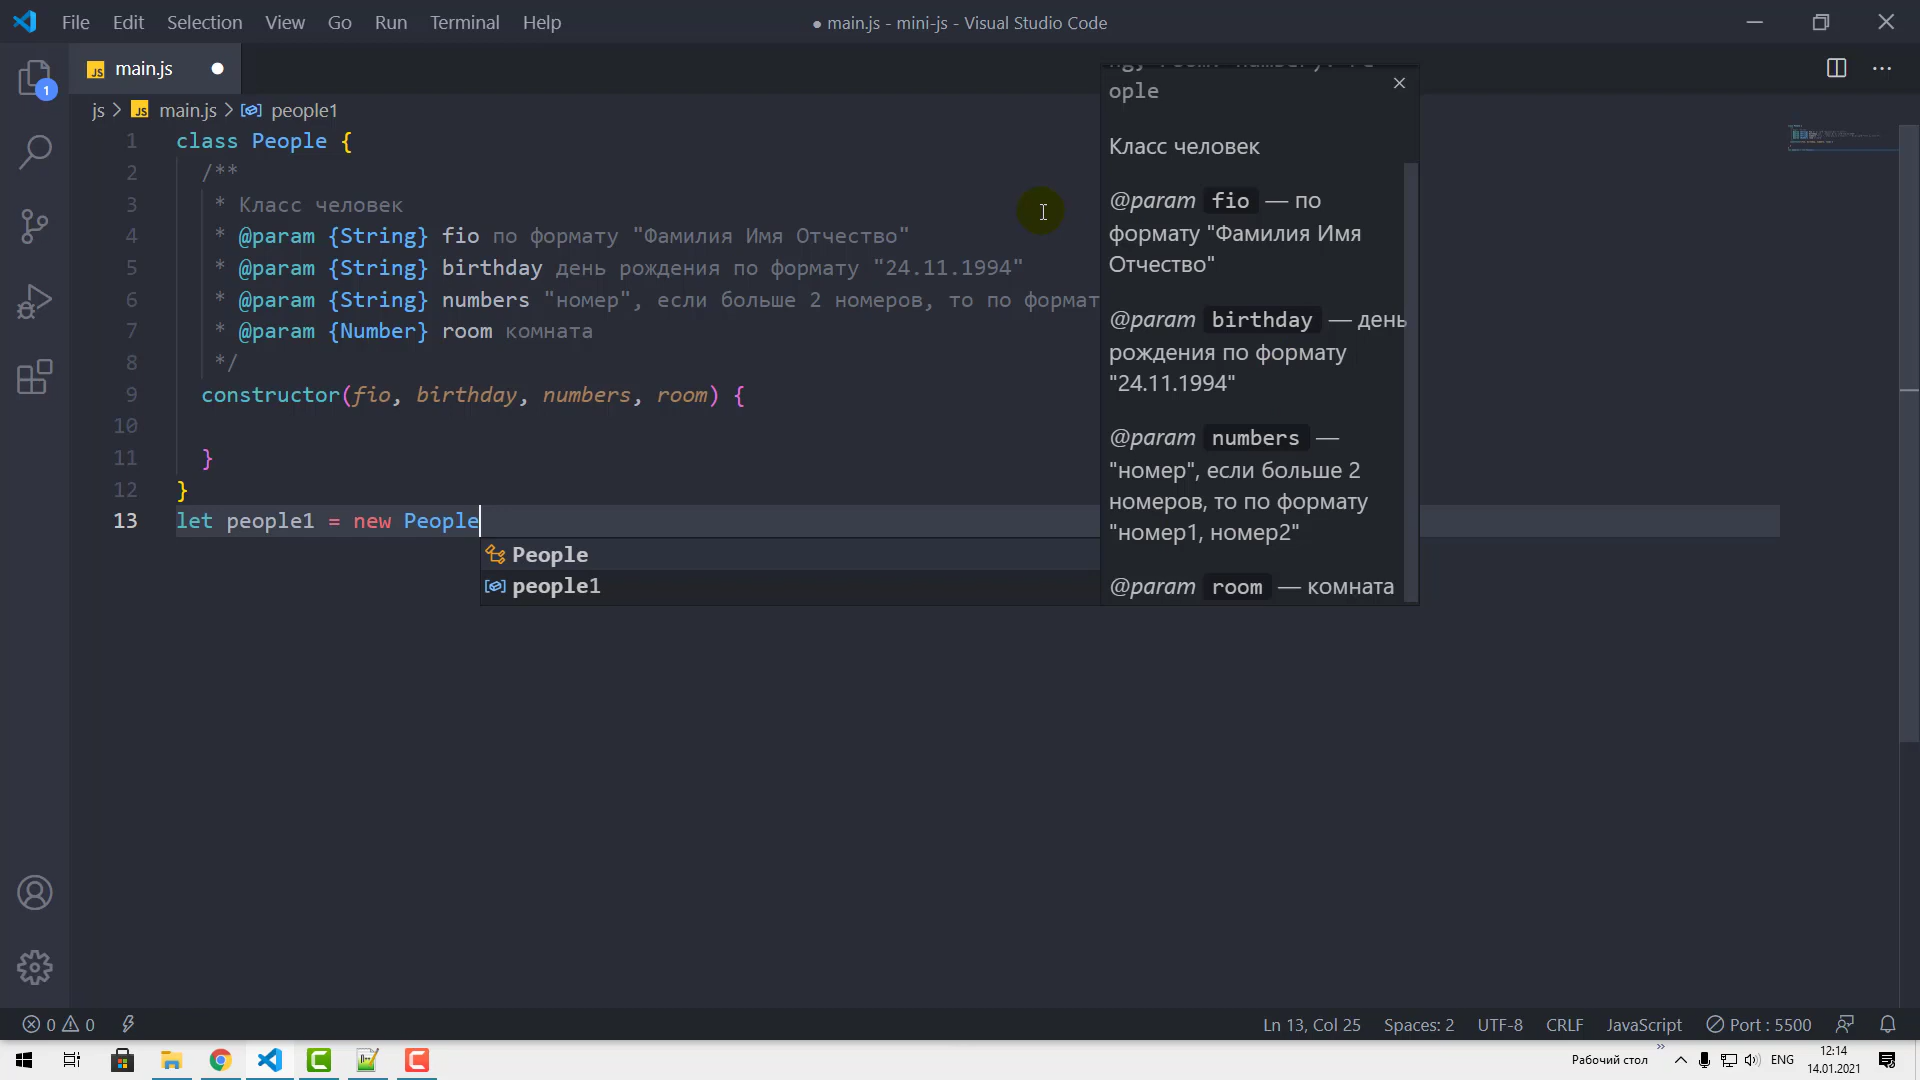 File Edit Selection View Go Run Terminal Help
● main.js - mini-js - Visual Studio Code
JS main.js ●
js > JS main.js > people1
1 class People {
2 /**
3 * Класс человек
4 * @param {String} fio по формату "Фамилия Имя Отчество"
5 * @param {String} birthday день рождения по формату "24.11.1994"
6 * @param {String} numbers "номер", если больше 2 номеров, то по формат
7 * @param {Number} room комната
8 */
9 constructor(fio, birthday, numbers, room) {
10
11 }
12 }
13 let people1 = new People
People
people1
ople
Класс человек
@param fio — по
формату "Фамилия Имя
Отчество"
@param birthday — день
рождения по формату
"24.11.1994"
@param numbers —
"номер", если больше 2
номеров, то по формату
"номер1, номер2"
@param room — комната
1
0 0
Ln 13, Col 25 Spaces: 2 UTF-8 CRLF JavaScript Port : 5500
Рабочий стол » ENG 12:14
14.01.2021